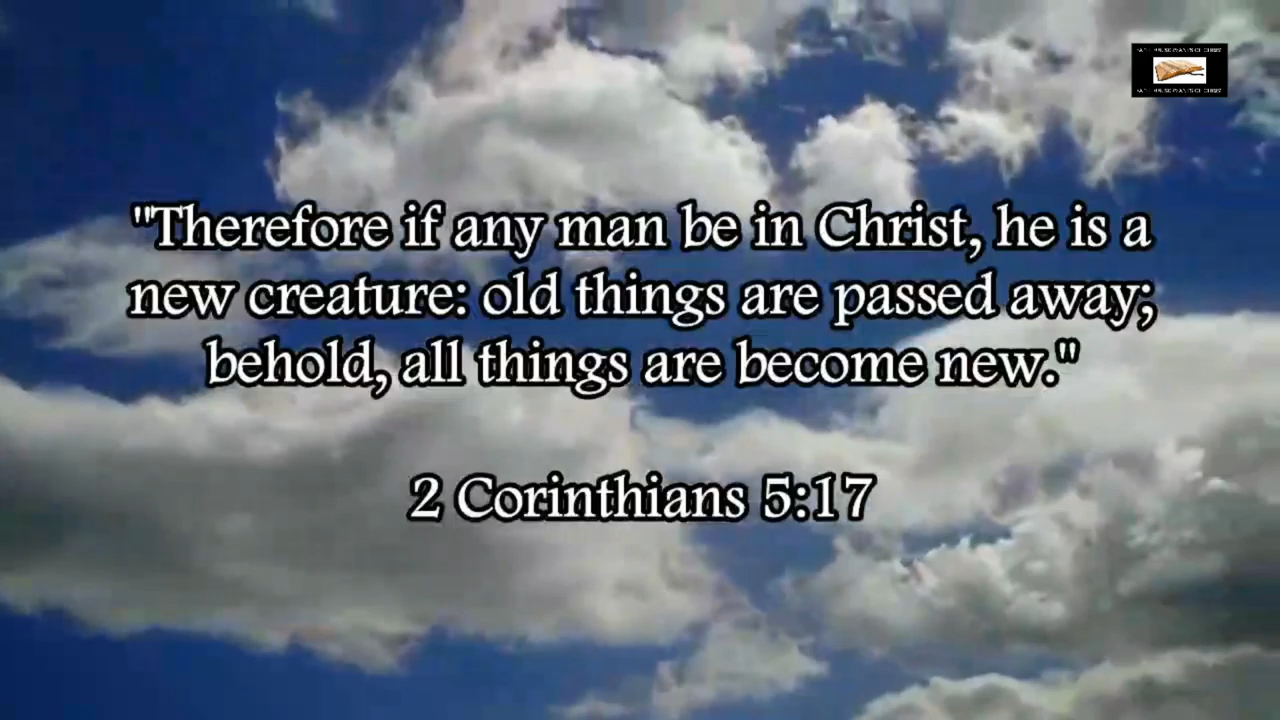 "Therefore if any man be in Christ, he is a
new creature: old things are passed away;
behold, all things are become new."
2 Corinthians 5:17